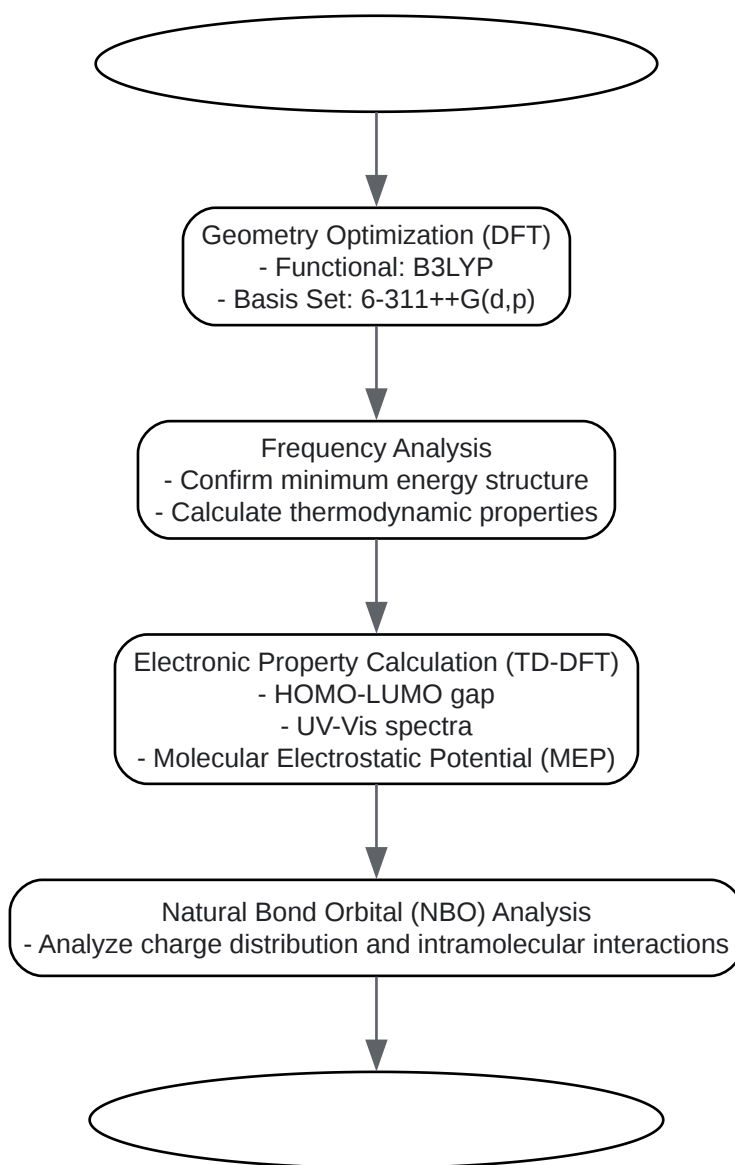 Geometry Optimization (DFT)
- Functional: B3LYP
- Basis Set: 6-311++G(d,p)
Frequency Analysis
- Confirm minimum energy structure
- Calculate thermodynamic properties
Electronic Property Calculation (TD-DFT)
- HOMO-LUMO gap
- UV-Vis spectra
- Molecular Electrostatic Potential (MEP)
Natural Bond Orbital (NBO) Analysis
- Analyze charge distribution and intramolecular interactions